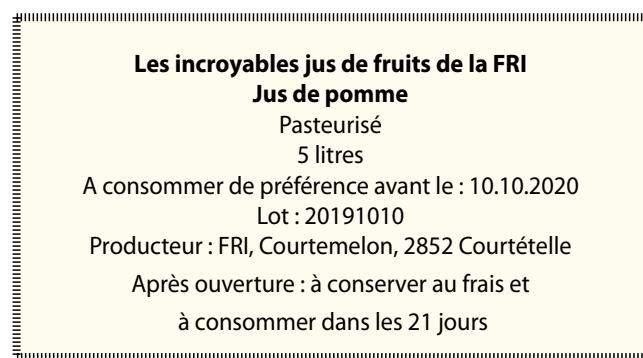 Les incroyables jus de fruits de la FRI
Jus de pomme
Pasteurisé
5 litres
A consommer de préférence avant le : 10.10.2020
Lot : 20191010
Producteur : FRI, Courtemelon, 2852 Courtételle
Après ouverture : à conserver au frais et
à consommer dans les 21 jours